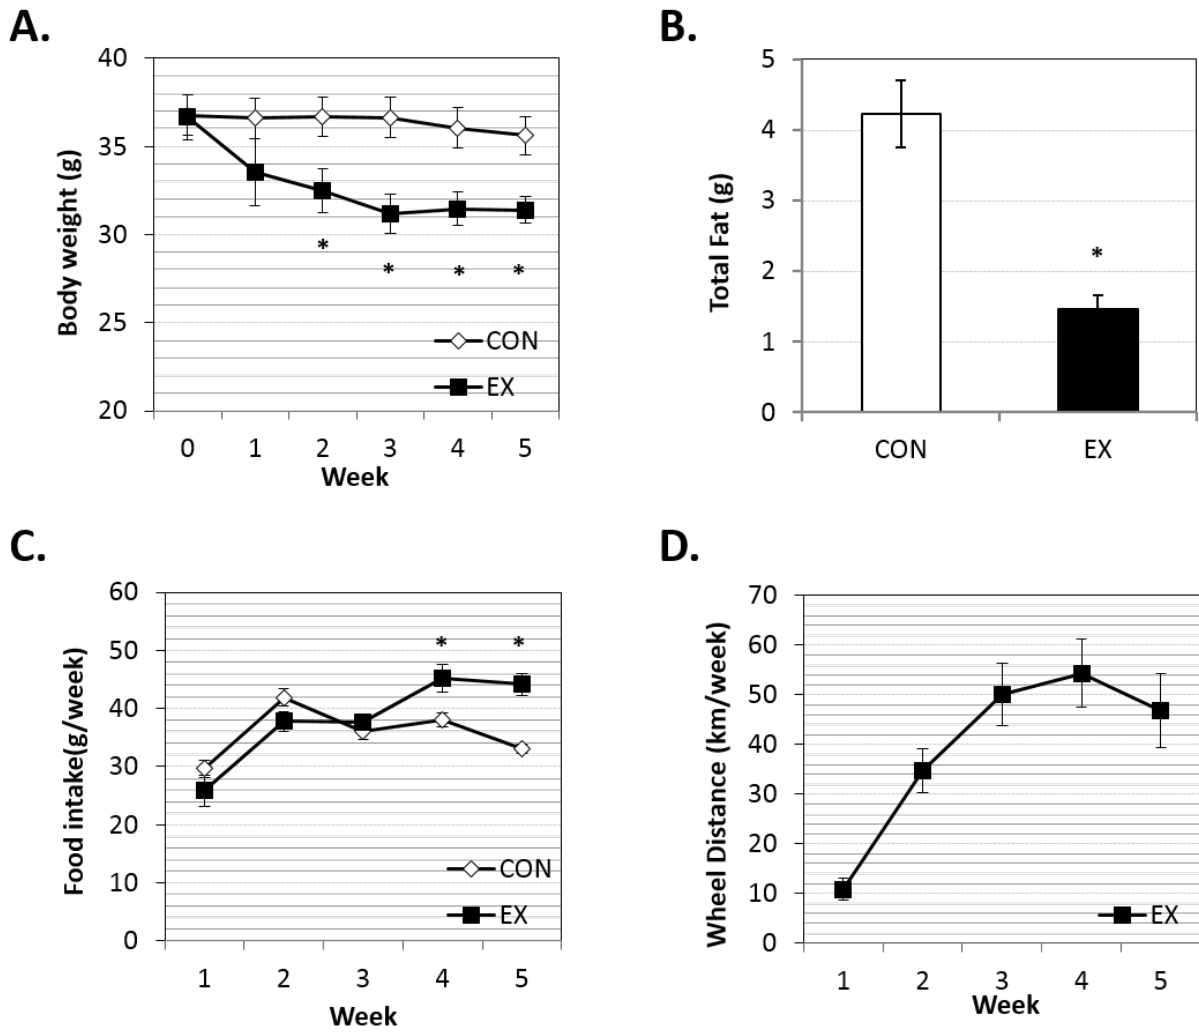 A.
Body weight (g)
40
35
30
25
20
* * * *
CON
EX
0 1 2 3 4 5
Week
B.
Total Fat (g)
5
4
3
2
1
0
*
CON EX
C.
Food intake(g/week)
60
50
40
30
20
10
0
* *
CON
EX
1 2 3 4 5
Week
D.
Wheel Distance (km/week)
70
60
50
40
30
20
10
0
EX
1 2 3 4 5
Week